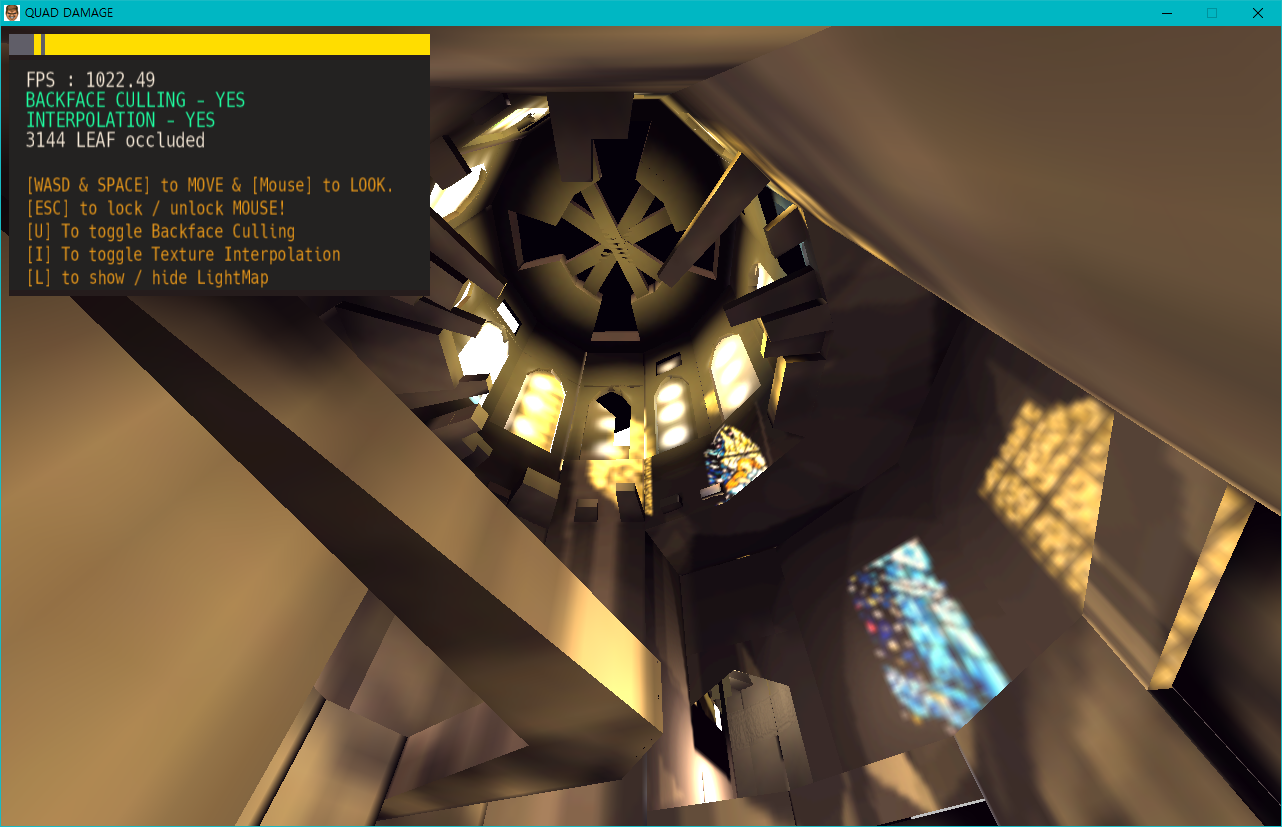 QUAD DAMAGE
FPS : 1022.49
BACKFACE CULLING - YES
INTERPOLATION - YES
3144 LEAF occluded
[WASD & SPACE] to MOVE & [Mouse] to LOOK.
[ESC] to lock / unlock MOUSE!
[U] To toggle Backface Culling
[I] To toggle Texture Interpolation
[L] to show / hide LightMap